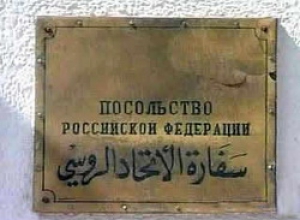 ПОСОЛЬСТВО
РОССИЙСКОЙ ФЕДЕРАЦИИ
سفارة الاتحاد الروسي